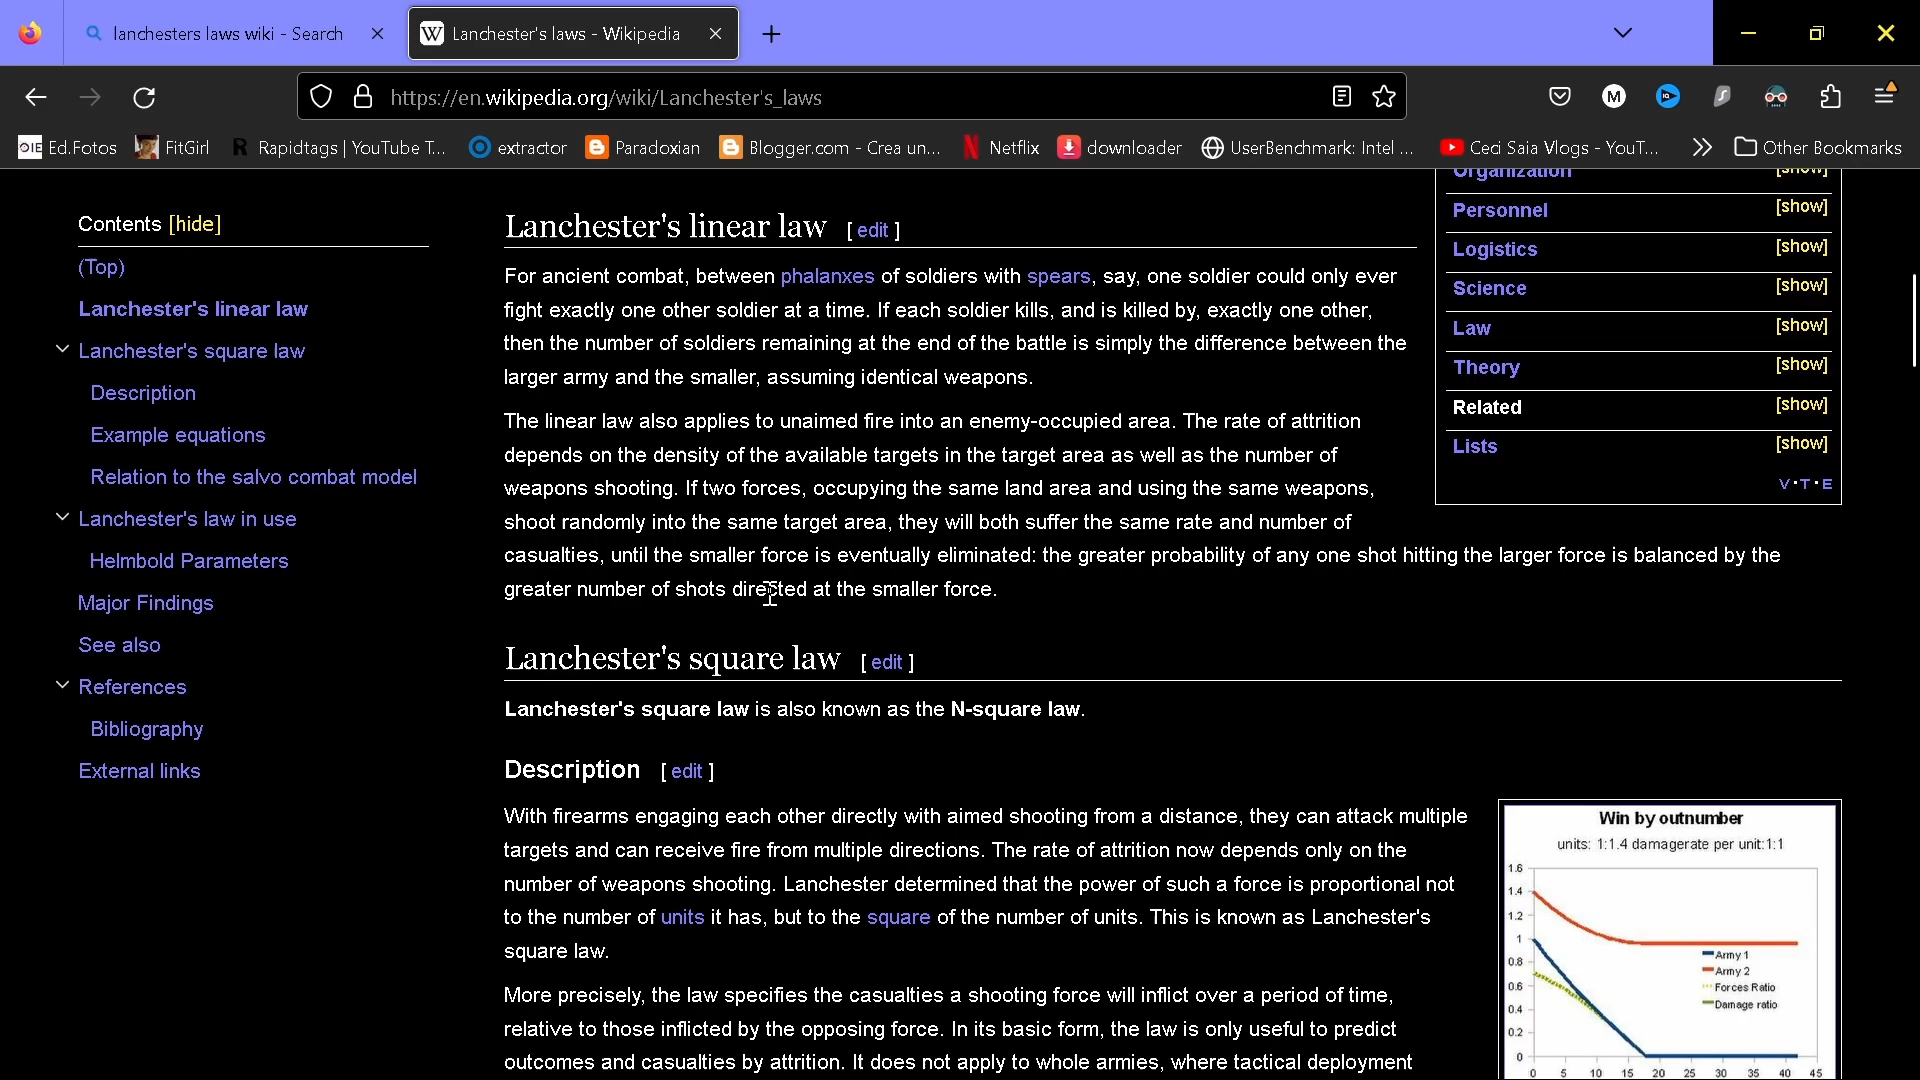 lanchesters laws wiki - Search
Lanchester's laws - Wikipedia
https://en.wikipedia.org/wiki/Lanchester's_laws
Ed.Fotos
FitGirl
Rapidtags | YouTube T...
extractor
Paradoxian
Blogger.com - Crea un...
Netflix
downloader
UserBenchmark: Intel ...
Ceci Saia Vlogs - YouT...
Other Bookmarks
Contents [hide]
(Top)
Lanchester's linear law
Lanchester's square law
Description
Example equations
Relation to the salvo combat model
Lanchester's law in use
Helmbold Parameters
Major Findings
See also
References
Bibliography
External links
Lanchester's linear law [ edit ]
For ancient combat, between phalanxes of soldiers with spears, say, one soldier could only ever
fight exactly one other soldier at a time. If each soldier kills, and is killed by, exactly one other,
then the number of soldiers remaining at the end of the battle is simply the difference between the
larger army and the smaller, assuming identical weapons.
The linear law also applies to unaimed fire into an enemy-occupied area. The rate of attrition
depends on the density of the available targets in the target area as well as the number of
weapons shooting. If two forces, occupying the same land area and using the same weapons,
shoot randomly into the same target area, they will both suffer the same rate and number of
casualties, until the smaller force is eventually eliminated: the greater probability of any one shot hitting the larger force is balanced by the
greater number of shots directed at the smaller force.
Organization [show]
Personnel [show]
Logistics [show]
Science [show]
Law [show]
Theory [show]
Related [show]
Lists [show]
V·T·E
Lanchester's square law [ edit ]
Lanchester's square law is also known as the N-square law.
Description [ edit ]
With firearms engaging each other directly with aimed shooting from a distance, they can attack multiple
targets and can receive fire from multiple directions. The rate of attrition now depends only on the
number of weapons shooting. Lanchester determined that the power of such a force is proportional not
to the number of units it has, but to the square of the number of units. This is known as Lanchester's
square law.
More precisely, the law specifies the casualties a shooting force will inflict over a period of time,
relative to those inflicted by the opposing force. In its basic form, the law is only useful to predict
outcomes and casualties by attrition. It does not apply to whole armies, where tactical deployment
Win by outnumber
units: 1:1.4 damagerate per unit:1:1
1.6
1.4
1.2
1
0.8
0.6
0.4
0.2
0
Army 1
Army 2
Forces Ratio
Damage ratio
0 5 10 15 20 25 30 35 40 45